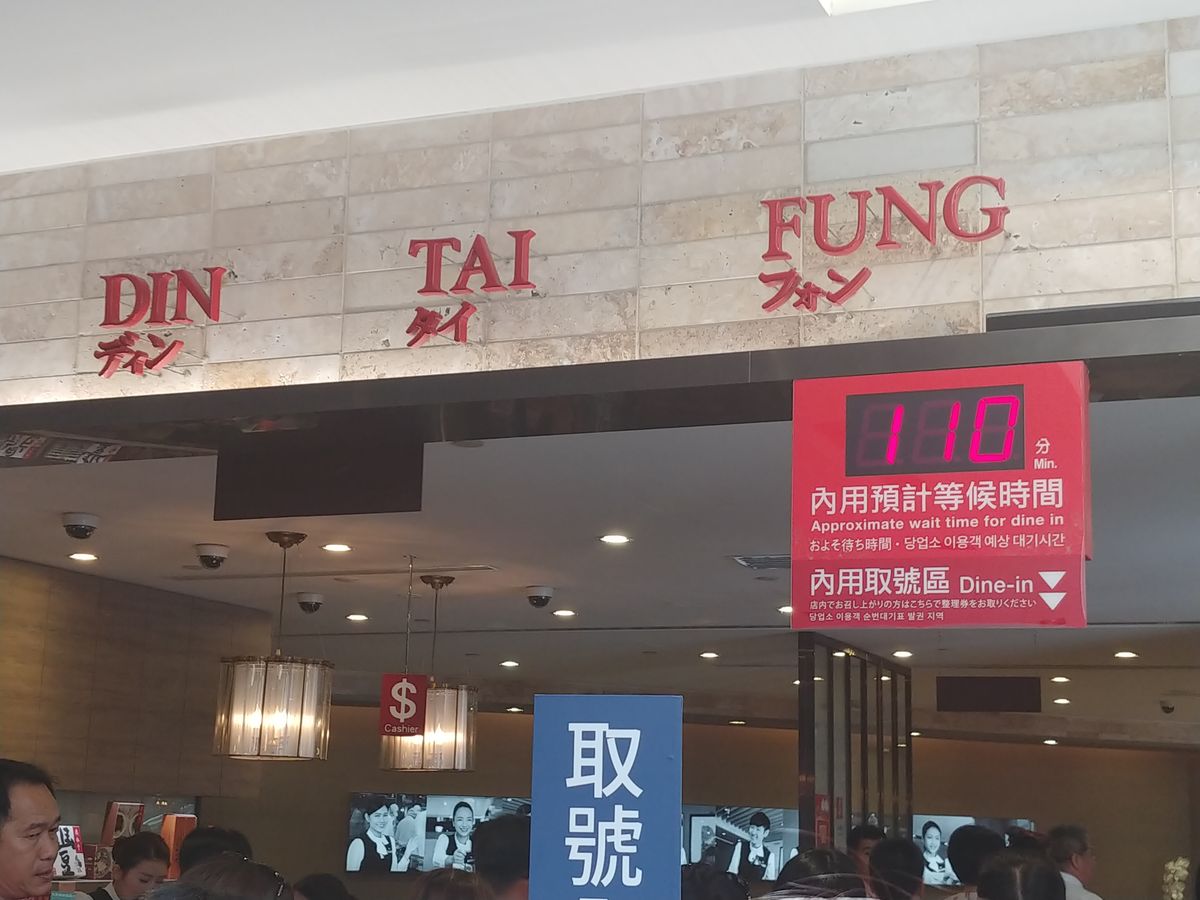 DIN TAI FUNG
ディン タイ フォン
110 分
Min.
內用預計等候時間
Approximate wait time for dine in
およそ待ち時間・당업소 이용객 예상 대기시간
內用取號區 Dine-in
店内でお召し上がりの方はこちらで整理券をお取りください
당업소 이용객 순번대기표 발권 지역
$
Cashier
取號